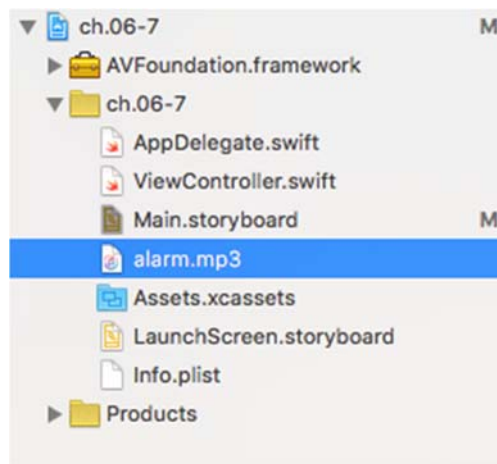 ch.06-7 M
AVFoundation.framework
ch.06-7
AppDelegate.swift
ViewController.swift
Main.storyboard M
alarm.mp3
Assets.xcassets
LaunchScreen.storyboard
Info.plist
Products